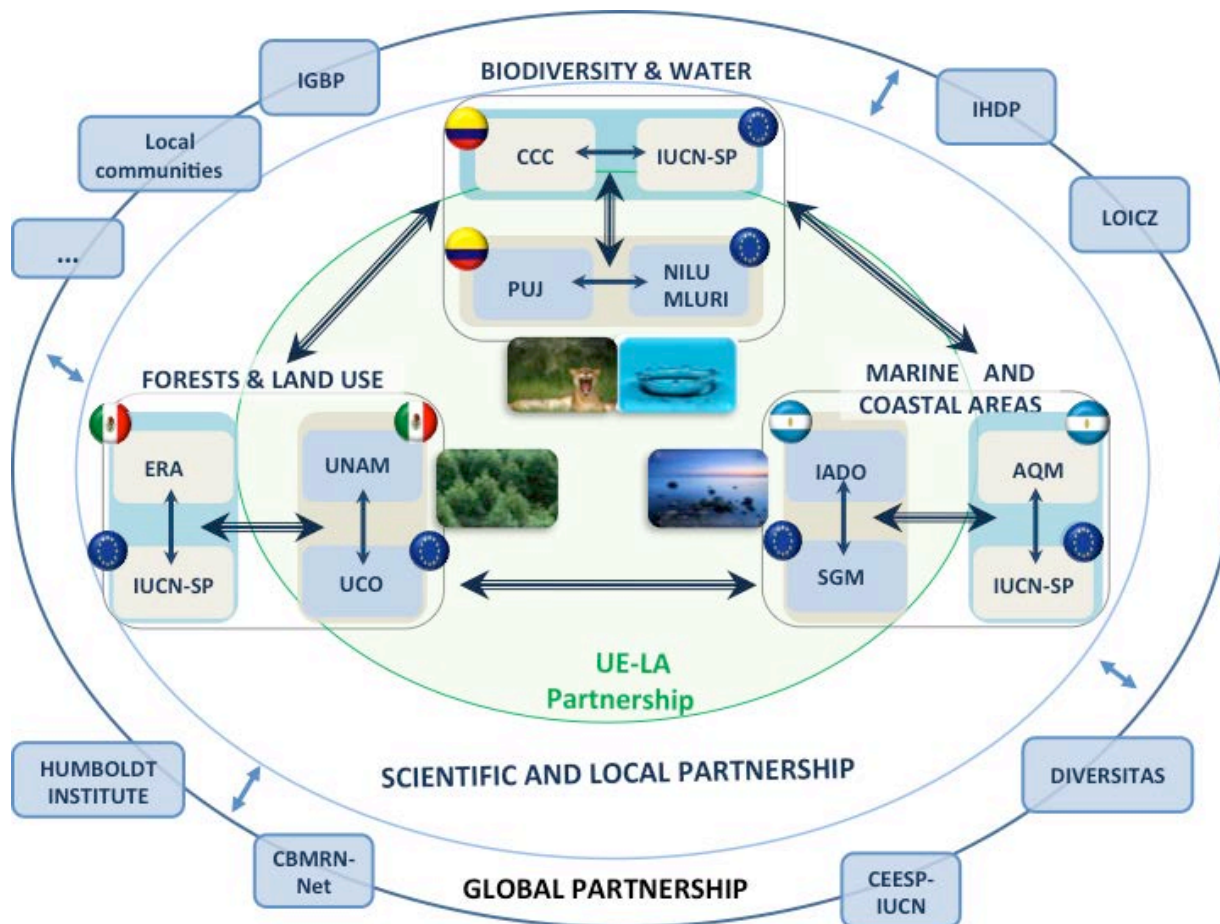 IGBP
BIODIVERSITY & WATER
IHDP
Local
communities
CCC
IUCN-SP
LOICZ
...
PUJ
NILU
MLURI
FORESTS & LAND USE
MARINE AND
COASTAL AREAS
ERA
UNAM
IADO
AQM
IUCN-SP
UCO
SGM
IUCN-SP
UE-LA
Partnership
HUMBOLDT
INSTITUTE
SCIENTIFIC AND LOCAL PARTNERSHIP
DIVERSITAS
CBMRN-
Net
GLOBAL PARTNERSHIP
CEESP-
IUCN